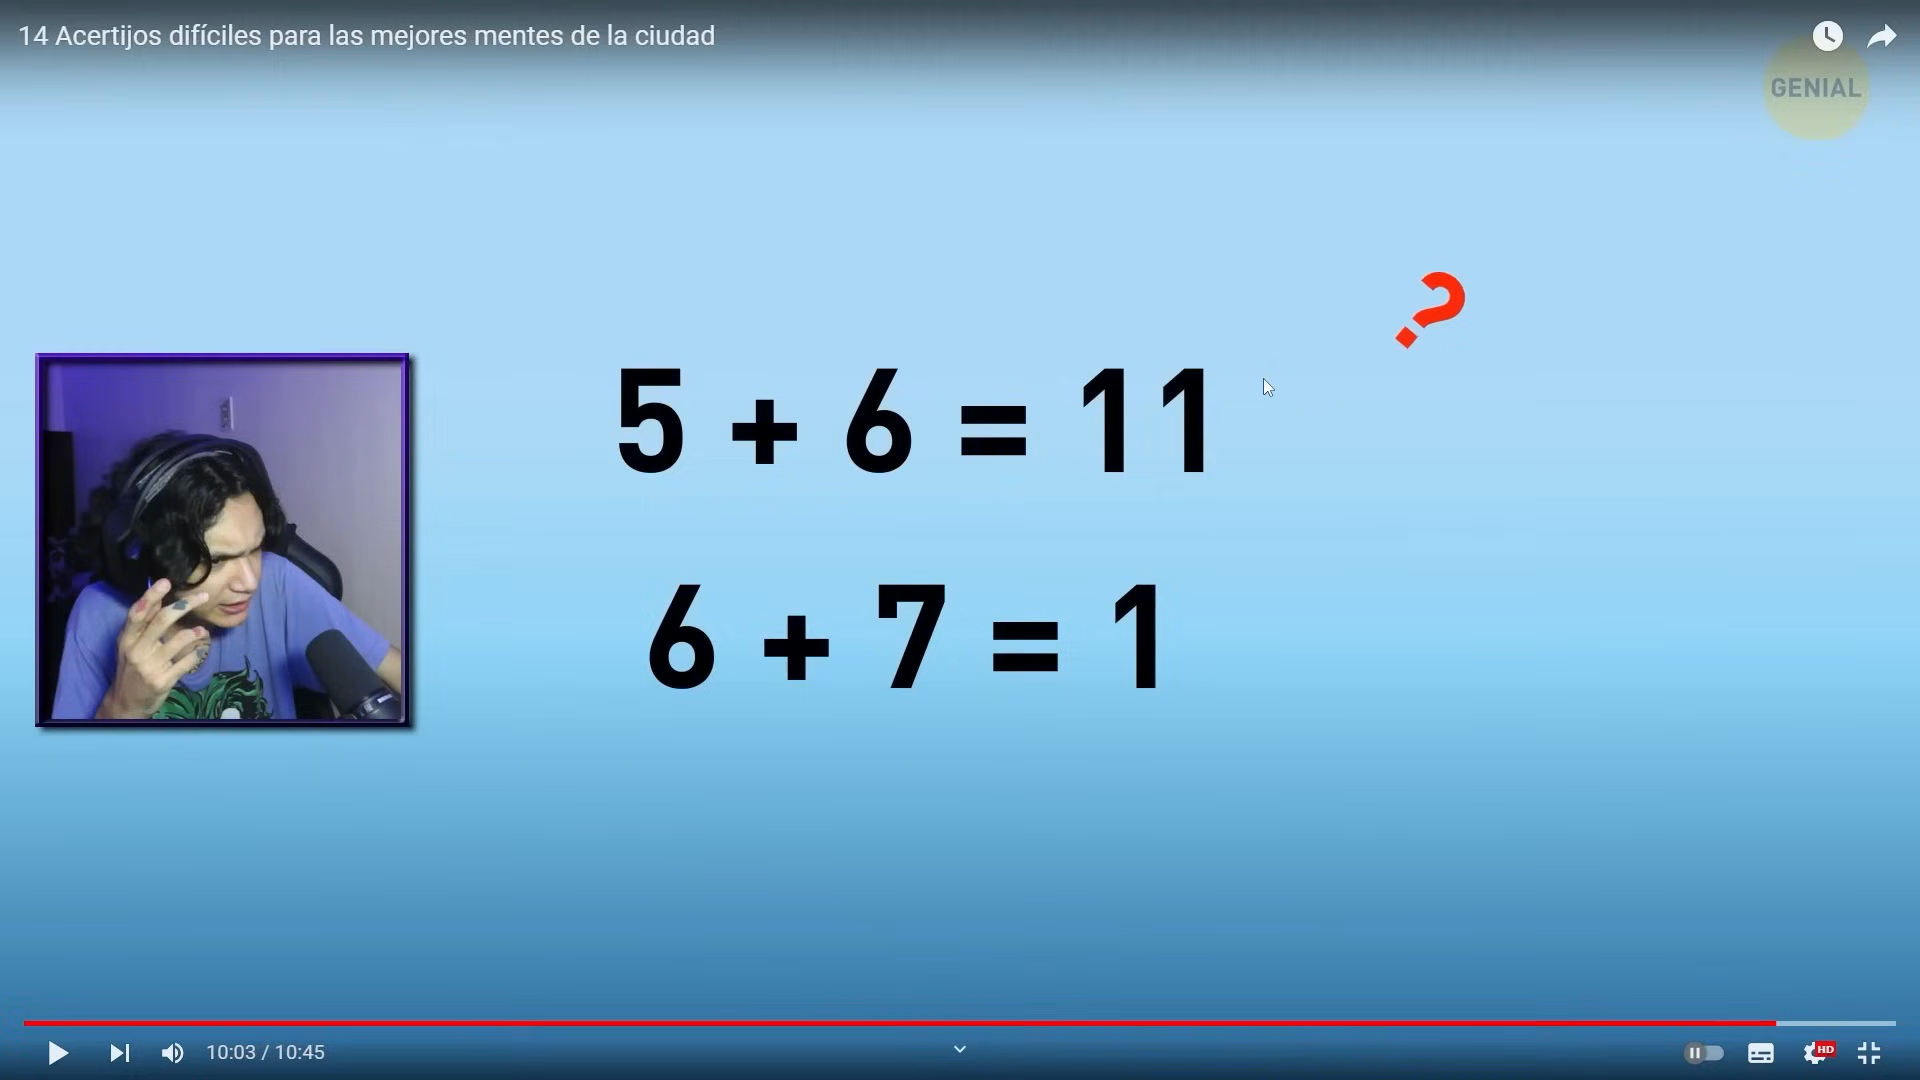 14 Acertijos difíciles para las mejores mentes de la ciudad
GENIAL
?
5 + 6 = 11
6 + 7 = 1
10:03 / 10:45
HD